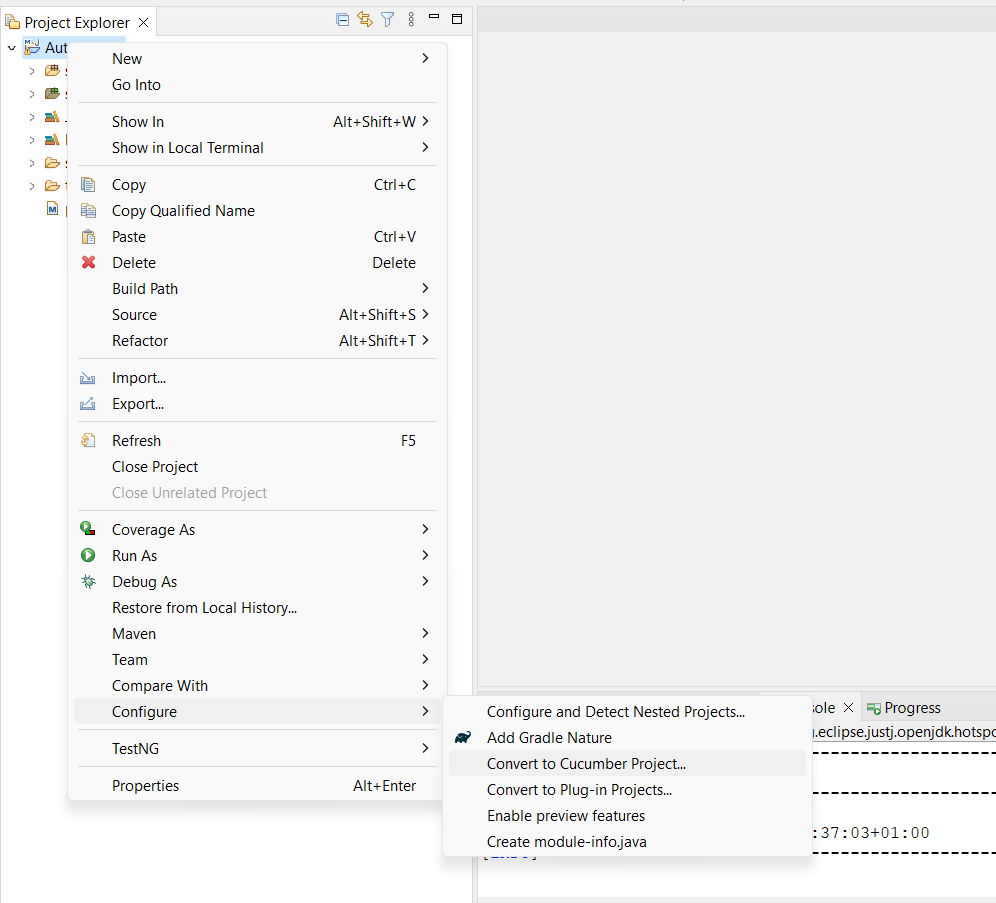 Project Explorer
Aut
New
Go Into
Show In Alt+Shift+W
Show in Local Terminal
Copy Ctrl+C
Copy Qualified Name
Paste Ctrl+V
Delete Delete
Build Path
Source Alt+Shift+S
Refactor Alt+Shift+T
Import...
Export...
Refresh F5
Close Project
Close Unrelated Project
Coverage As
Run As
Debug As
Restore from Local History...
Maven
Team
Compare With
Configure
TestNG
Properties Alt+Enter
Configure and Detect Nested Projects...
Add Gradle Nature
Convert to Cucumber Project...
Convert to Plug-in Projects...
Enable preview features
Create module-info.java
sole Progress
.eclipse.justj.openjdk.hotspo
:37:03+01:00